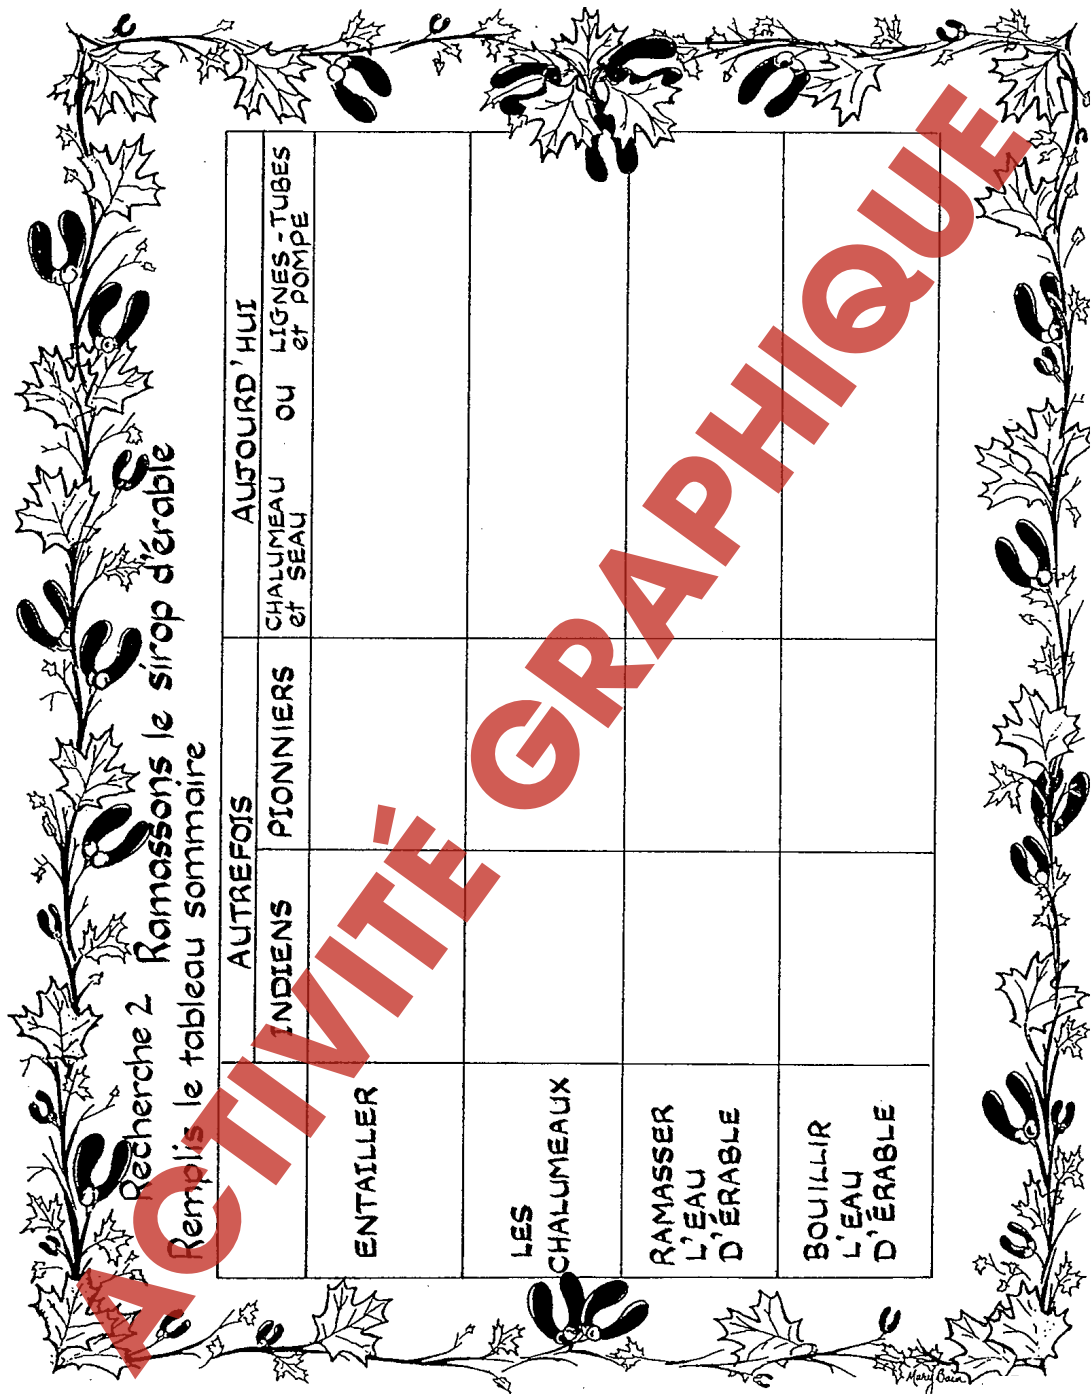 Recherche 2 Ramassons le sirop d'érable
Remplis le tableau sommaire
AUTREFOIS AUJOURD'HUI
INDIENS PIONNIERS CHALUMEAU et SEAU OU LIGNES-TUBES et POMPE
ENTAILLER
LES
CHALUMEAUX
RAMASSER
L'EAU
D'ÉRABLE
BOUILLIR
L'EAU
D'ÉRABLE
ACTIVITÉ GRAPHIQUE
Mary Bain